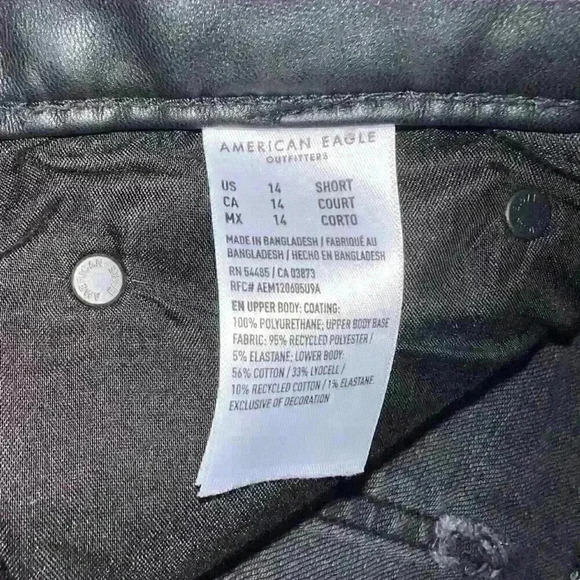 AMERICAN EAGLE
OUTFITTERS
US 14 SHORT
CA 14 COURT
MX 14 CORTO
MADE IN BANGLADESH / FABRIQUÉ AU
BANGLADESH / HECHO EN BANGLADESH
RN 54485 / CA 03873
RFC# AEM120605U9A
EN UPPER BODY: COATING:
100% POLYURETHANE; UPPER BODY BASE
FABRIC: 95% RECYCLED POLYESTER /
5% ELASTANE; LOWER BODY:
56% COTTON / 33% LYOCELL /
10% RECYCLED COTTON / 1% ELASTANE.
EXCLUSIVE OF DECORATION